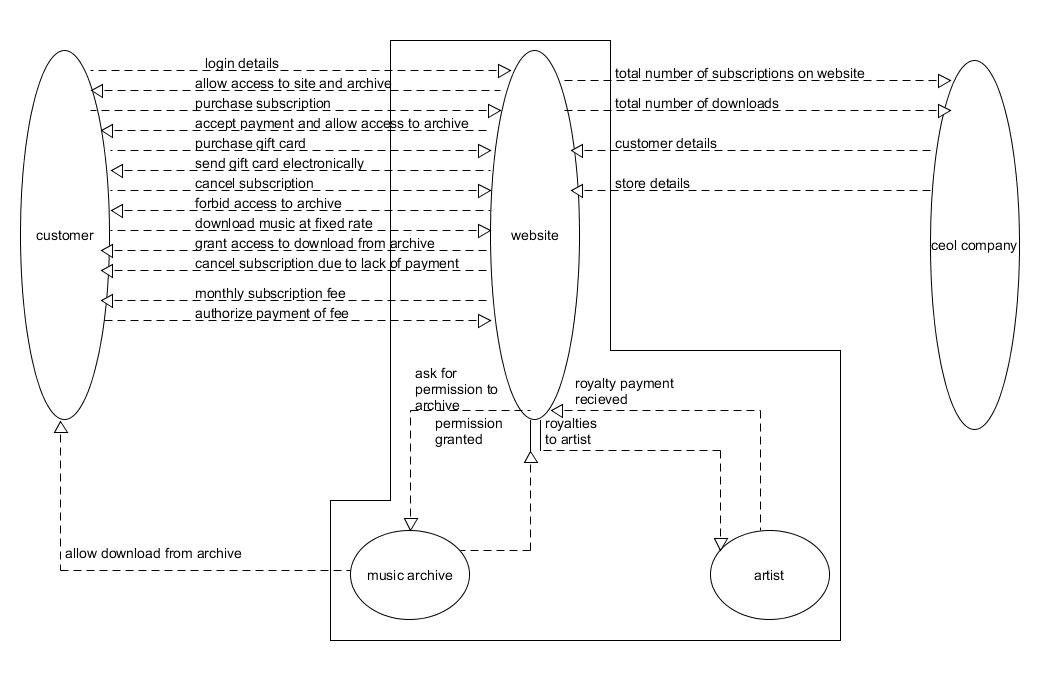 login details
allow access to site and archive
purchase subscription
accept payment and allow access to archive
purchase gift card
send gift card electronically
cancel subscription
forbid access to archive
download music at fixed rate
grant access to download from archive
cancel subscription due to lack of payment
monthly subscription fee
authorize payment of fee
customer
website
total number of subscriptions on website
total number of downloads
customer details
store details
ceol company
ask for
permission to
archive
permission
granted
royalty payment
recieved
royalties
to artist
allow download from archive
music archive
artist